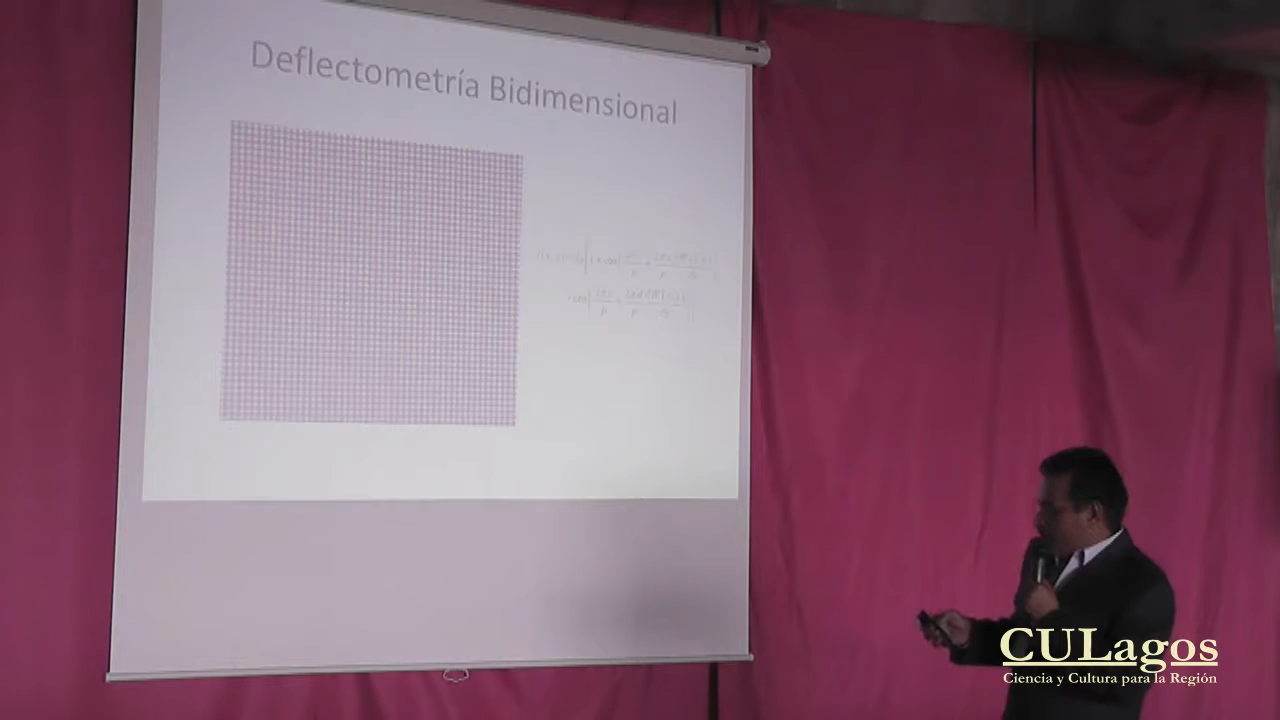 Deflectometría Bidimensional
CULagos
Ciencia y Cultura para la Región